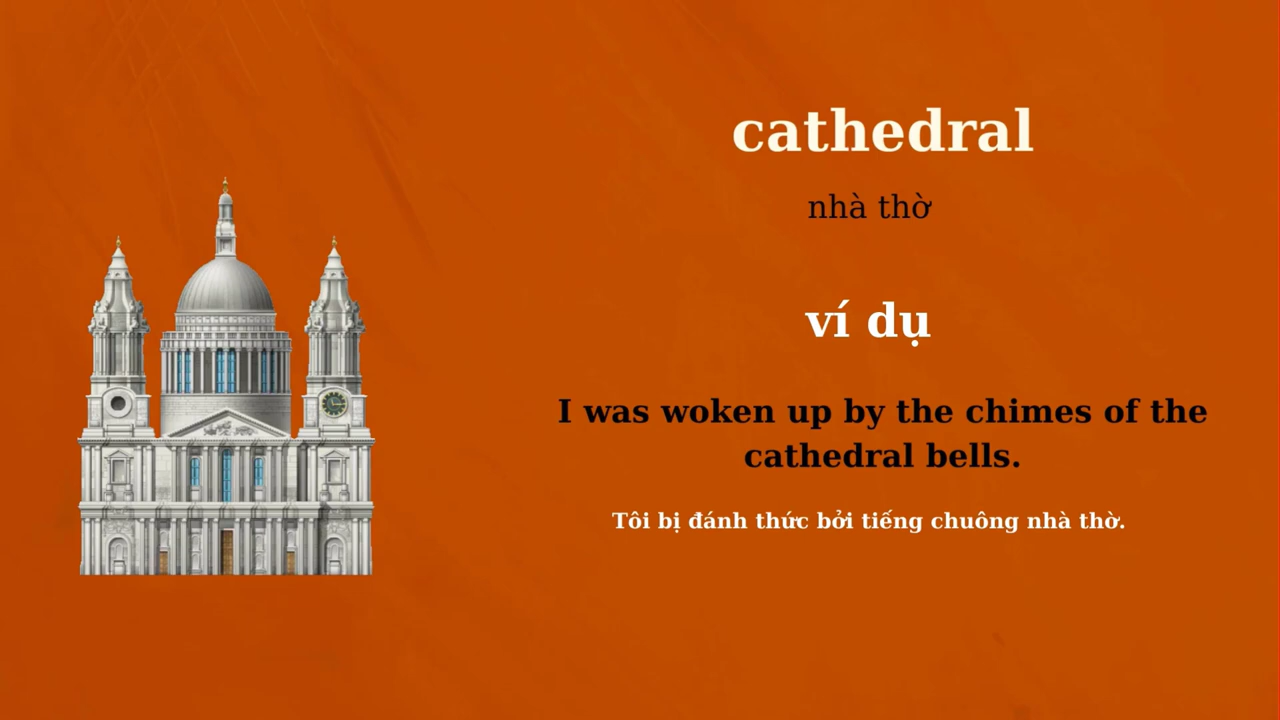 cathedral
nhà thờ
ví dụ
I was woken up by the chimes of the
cathedral bells.
Tôi bị đánh thức bởi tiếng chuông nhà thờ.